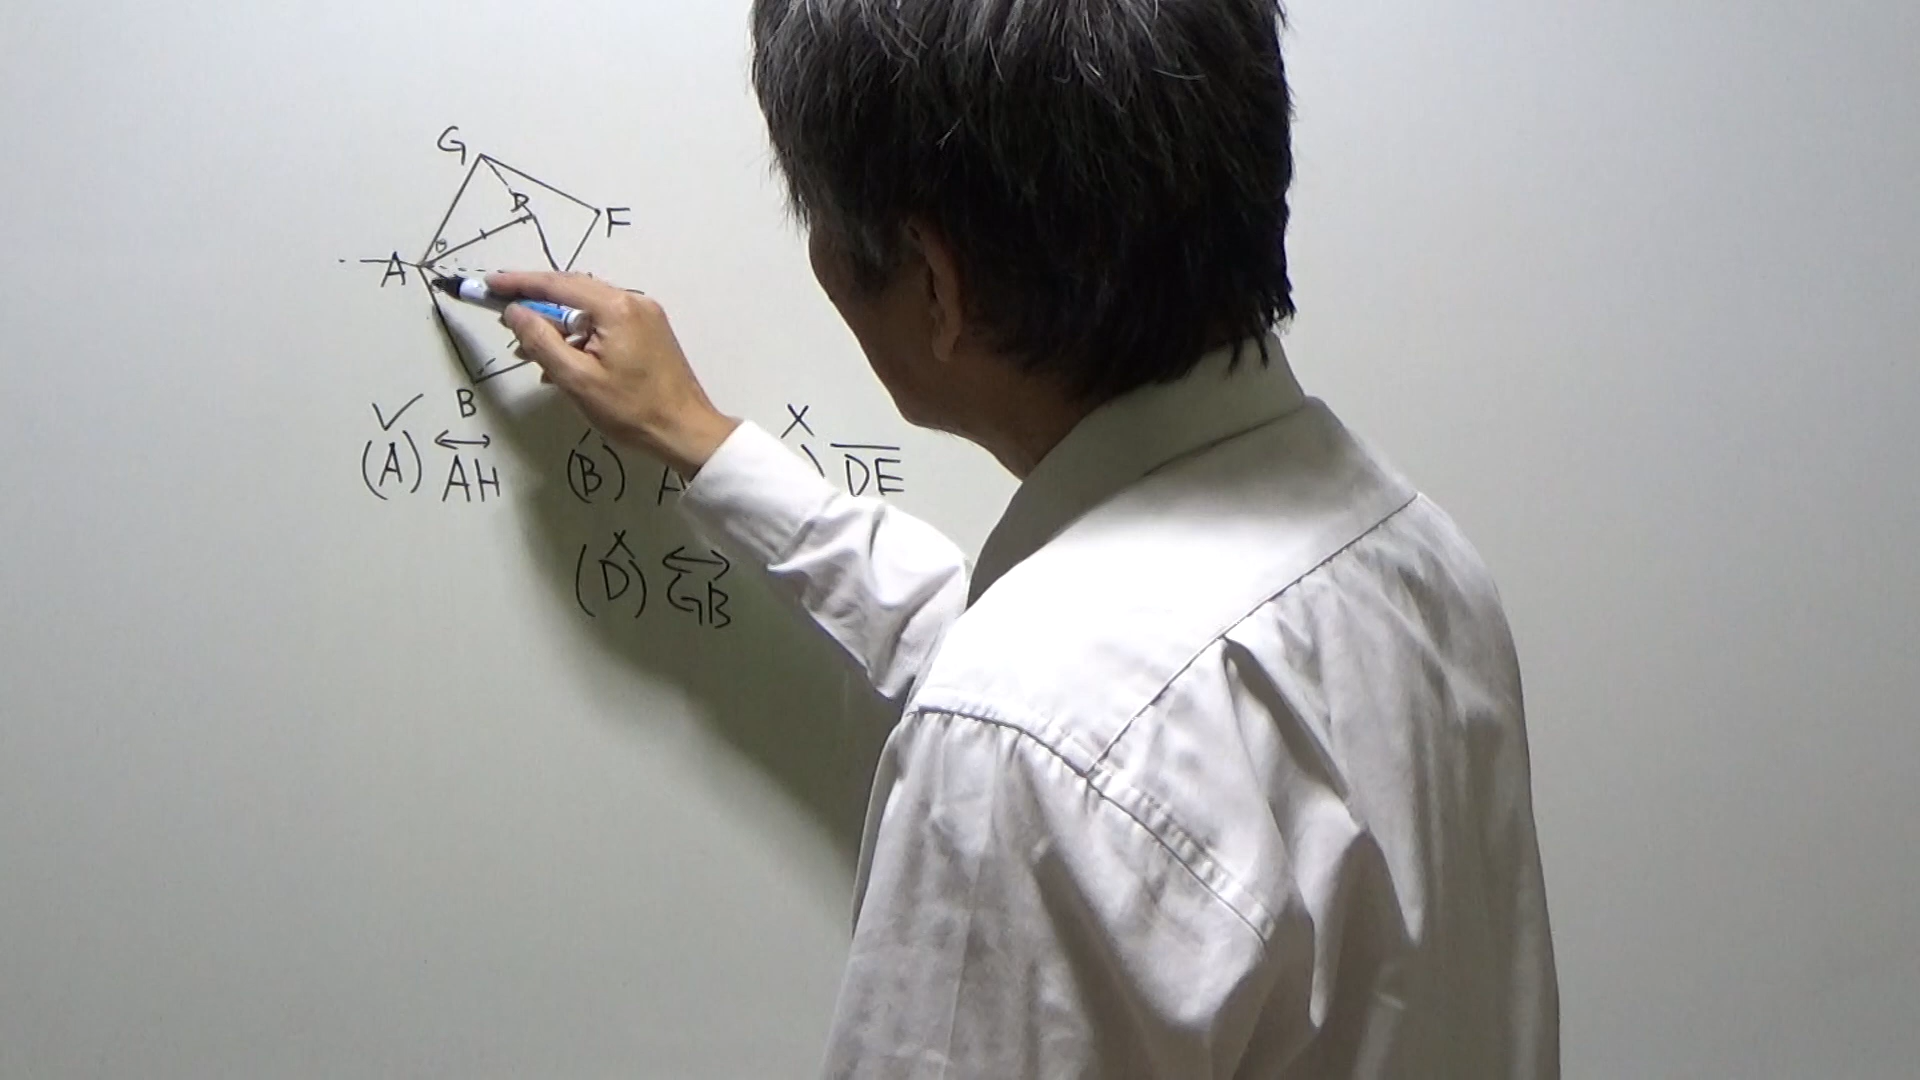 G
D
F
θ
A
B
✓ X
(A) AH (B) A ) DE
X
(D) GB